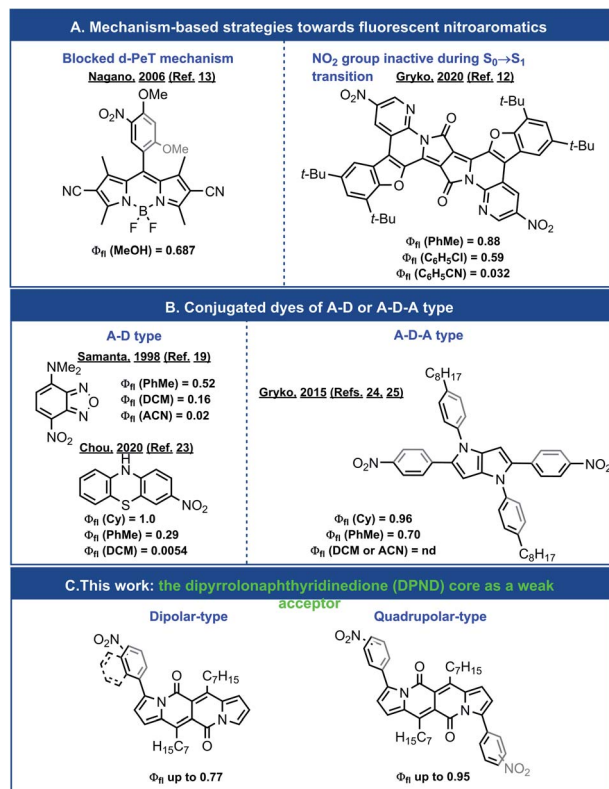 A. Mechanism-based strategies towards fluorescent nitroaromatics
Blocked d-PeT mechanism
Nagano, 2006 (Ref. 13)
OMe
O₂N
OMe
NC
CN
N
N
B
F
F
Φfl (MeOH) = 0.687
NO₂ group inactive during S₀→S₁
transition
Gryko, 2020 (Ref. 12)
O₂N
N
O
N
t-Bu
O
t-Bu
t-Bu
O
N
O
t-Bu
N
NO₂
Φfl (PhMe) = 0.88
Φfl (C₆H₅Cl) = 0.59
Φfl (C₆H₅CN) = 0.032
B. Conjugated dyes of A-D or A-D-A type
A-D type
Samanta, 1998 (Ref. 19)
NMe₂
N
O
N
NO₂
Φfl (PhMe) = 0.52
Φfl (DCM) = 0.16
Φfl (ACN) = 0.02
Chou, 2020 (Ref. 23)
H
N
S
NO₂
Φfl (Cy) = 1.0
Φfl (PhMe) = 0.29
Φfl (DCM) = 0.0054
A-D-A type
Gryko, 2015 (Refs. 24, 25)
C₈H₁₇
O₂N
N
N
NO₂
C₈H₁₇
Φfl (Cy) = 0.96
Φfl (PhMe) = 0.70
Φfl (DCM or ACN) = nd
C.This work: the dipyrrolonaphthyridinedione (DPND) core as a weak
acceptor
Dipolar-type
O₂N
O
C₇H₁₅
N
N
H₁₅C₇
O
Φfl up to 0.77
Quadrupolar-type
O₂N
O
C₇H₁₅
N
N
H₁₅C₇
O
NO₂
Φfl up to 0.95